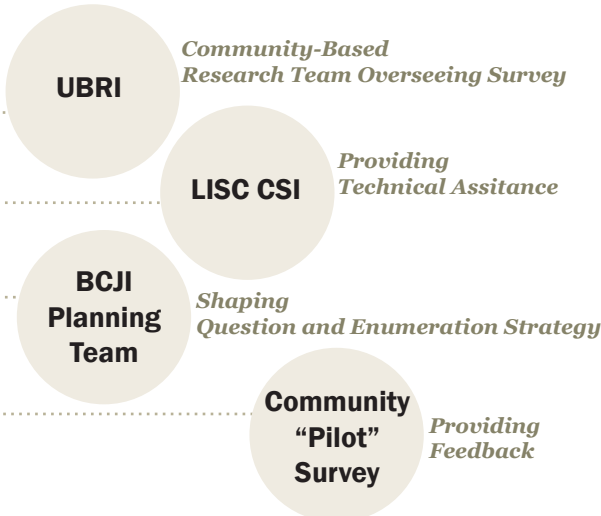 UBRI
Community-Based
Research Team Overseeing Survey
LISC CSI
Providing
Technical Assitance
BCJI
Planning
Team
Shaping
Question and Enumeration Strategy
Community
“Pilot”
Survey
Providing
Feedback